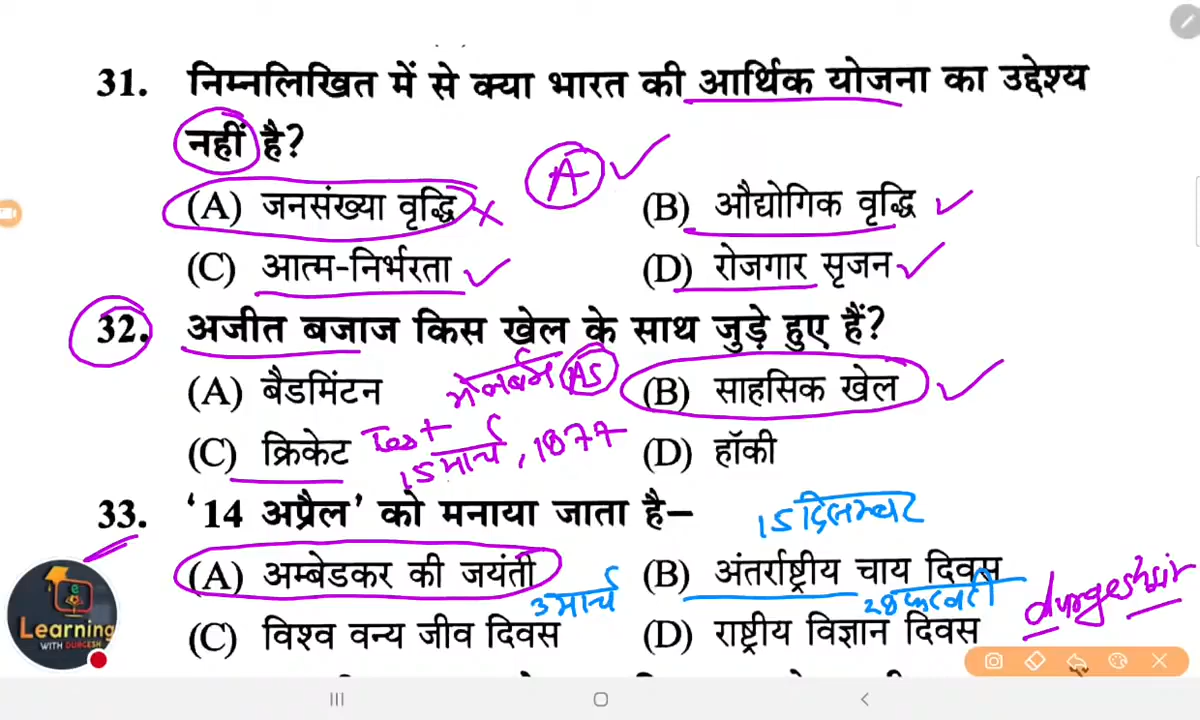 31. निम्नलिखित में से क्या भारत की आर्थिक योजना का उद्देश्य
नहीं है?
A
(A) जनसंख्या वृद्धि
(B) औद्योगिक वृद्धि
(C) आत्म-निर्भरता
(D) रोजगार सृजन
32. अजीत बजाज किस खेल के साथ जुड़े हुए हैं?
(A) बैडमिंटन
मेलबर्न AS
(B) साहसिक खेल
(C) क्रिकेट
Test
15 मार्च, 1877
(D) हॉकी
33. ‘14 अप्रैल’ को मनाया जाता है–
15 दिसम्बर
(A) अम्बेडकर की जयंती
(B) अंतर्राष्ट्रीय चाय दिवस
3 मार्च
28 फरवरी
(C) विश्व वन्य जीव दिवस
(D) राष्ट्रीय विज्ञान दिवस
durgeshsir
e
Learning
WITH DURGESH